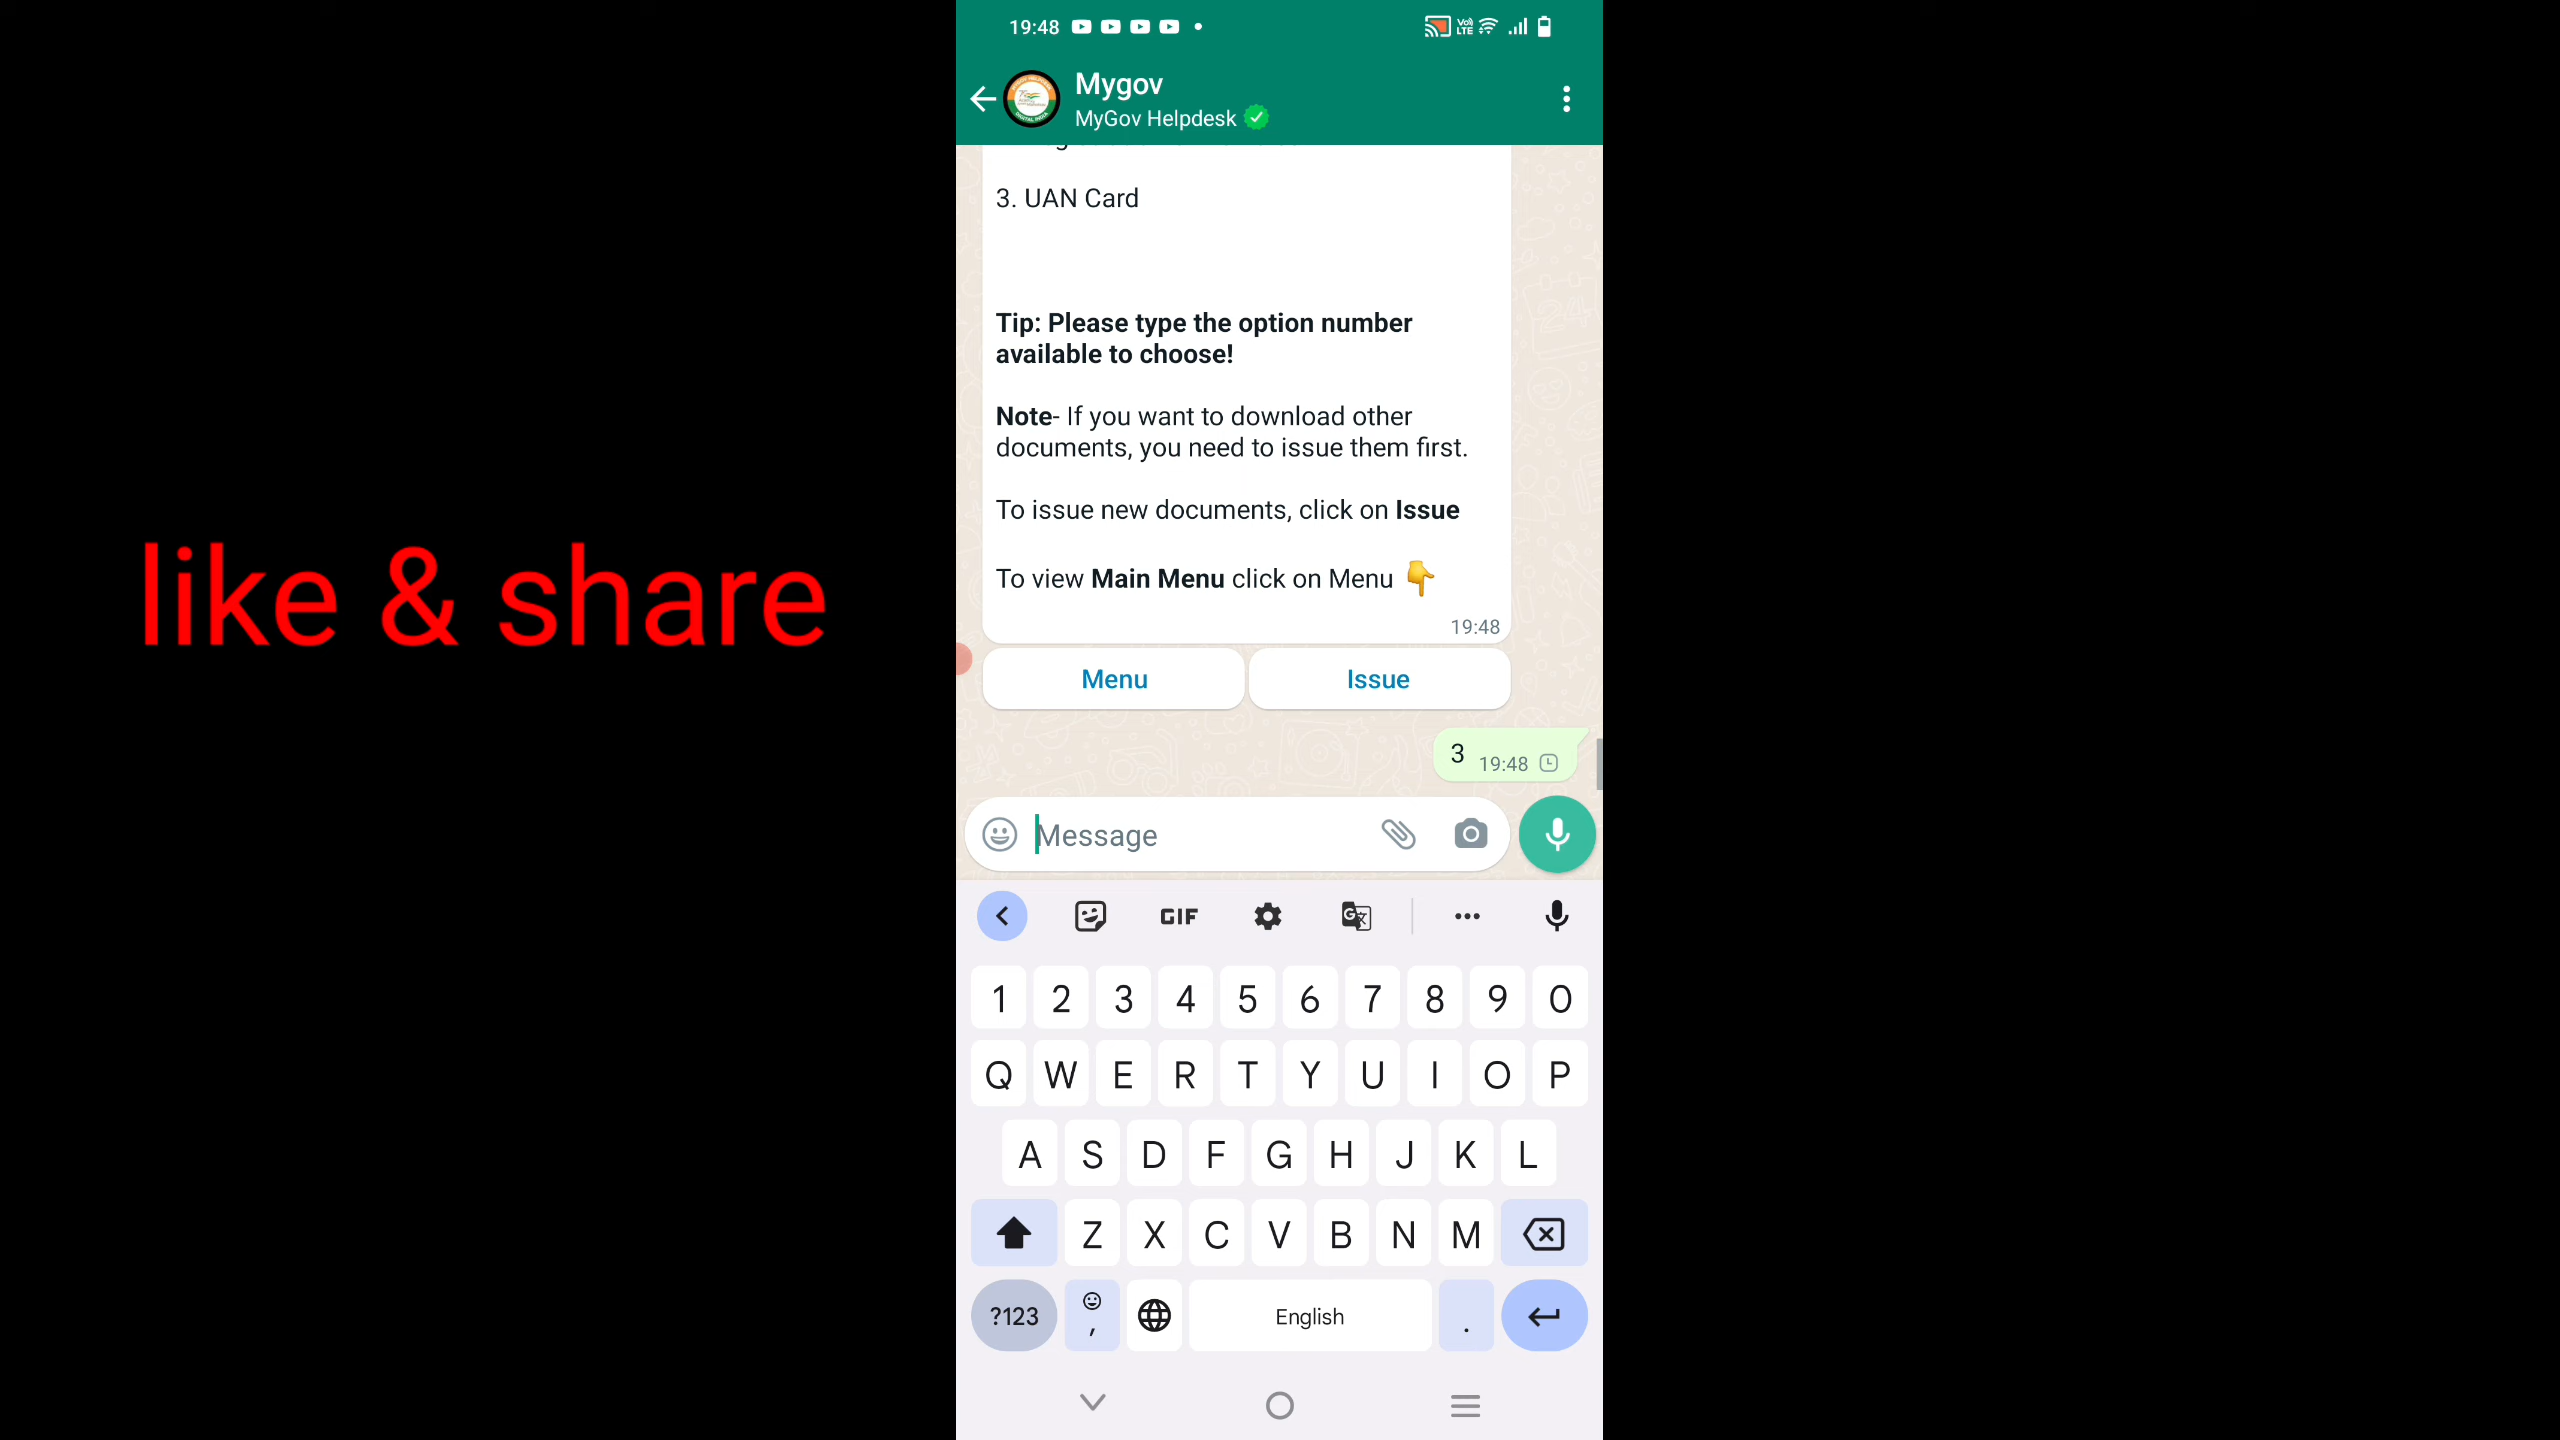 19:48
Vo) LTE
Mygov
MyGov Helpdesk
3. UAN Card
Tip: Please type the option number
available to choose!
Note- If you want to download other
documents, you need to issue them first.
To issue new documents, click on Issue
To view Main Menu click on Menu 👇
19:48
Menu
Issue
3 19:48
Message
GIF
1 2 3 4 5 6 7 8 9 0
Q W E R T Y U I O P
A S D F G H J K L
Z X C V B N M
?123 , English .
like & share